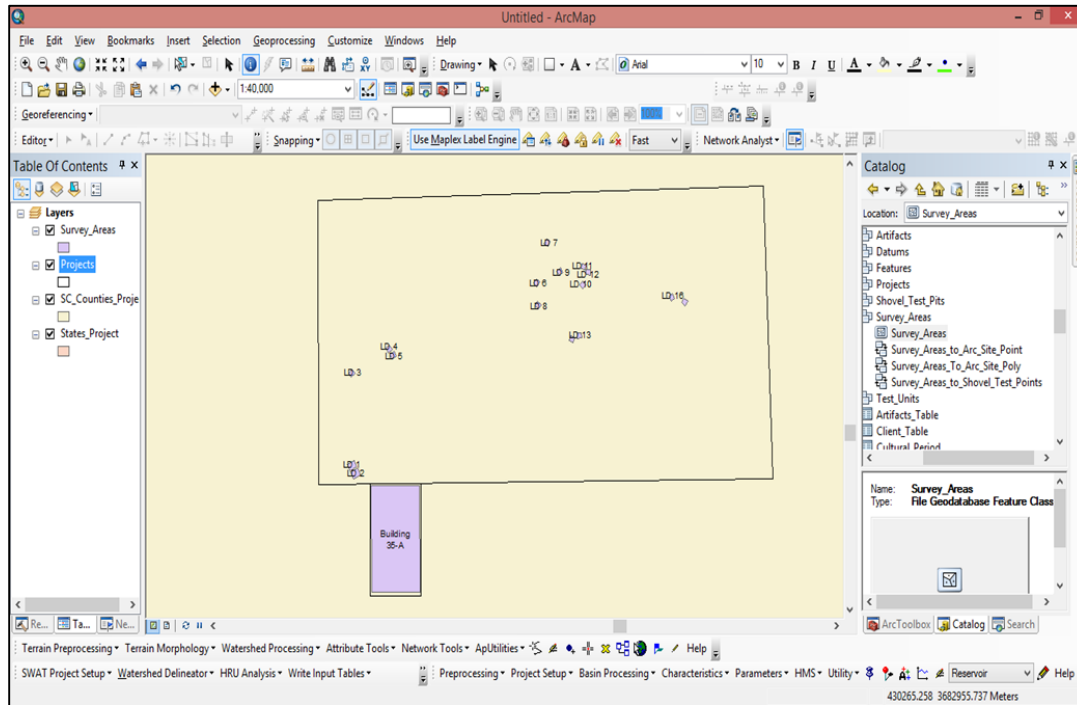 Untitled - ArcMap
File Edit View Bookmarks Insert Selection Geoprocessing Customize Windows Help
Drawing Arial 10 B I U A
1:40,000
Georeferencing
Editor Snapping Use Maplex Label Engine Fast Network Analyst
Table Of Contents
Layers
Survey_Areas
Projects
SC_Counties_Proje
States_Project
LD 7
LD 11
LD 9
LD 12
LD 6
LD 10
LD 16
LD 8
LD 13
LD 4
LD 5
LD 3
LD 1
LD 2
Building
35-A
Catalog
Location: Survey_Areas
Artifacts
Datums
Features
Projects
Shovel_Test_Pits
Survey_Areas
Survey_Areas
Survey_Areas_to_Arc_Site_Point
Survey_Areas_To_Arc_Site_Poly
Survey_Areas_to_Shovel_Test_Points
Test_Units
Artifacts_Table
Client_Table
Cultural_Period
Name: Survey_Areas
Type: File Geodatabase Feature Class
Re... Ta... Ne...
ArcToolbox Catalog Search
Terrain Preprocessing Terrain Morphology Watershed Processing Attribute Tools Network Tools ApUtilities Help
SWAT Project Setup Watershed Delineator HRU Analysis Write Input Tables Preprocessing Project Setup Basin Processing Characteristics Parameters HMS Utility Reservoir Help
430265.258 3682955.737 Meters